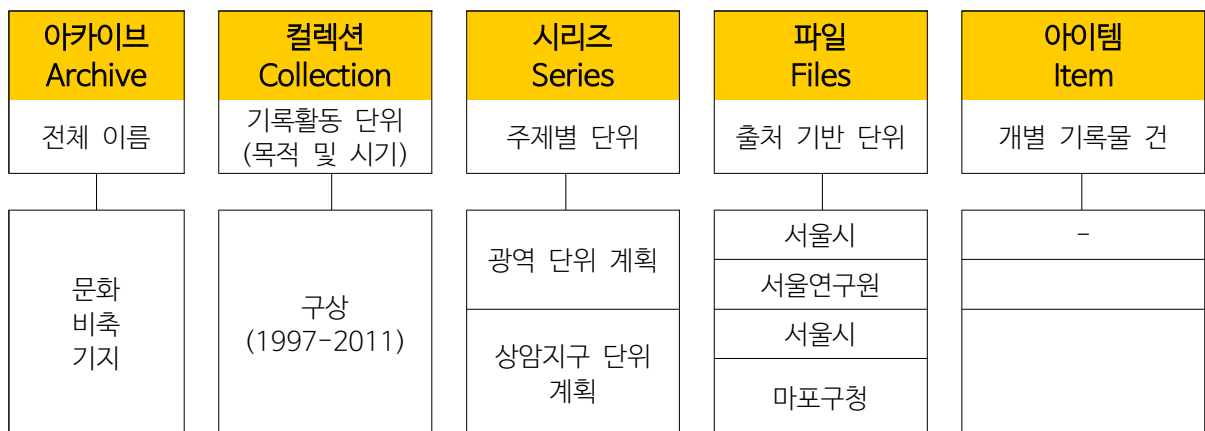 아카이브
Archive
전체 이름
문화
비축
기지
컬렉션
Collection
기록활동 단위
(목적 및 시기)
구상
(1997-2011)
시리즈
Series
주제별 단위
광역 단위 계획
상암지구 단위
계획
파일
Files
출처 기반 단위
서울시
서울연구원
서울시
마포구청
아이템
Item
개별 기록물 건
-